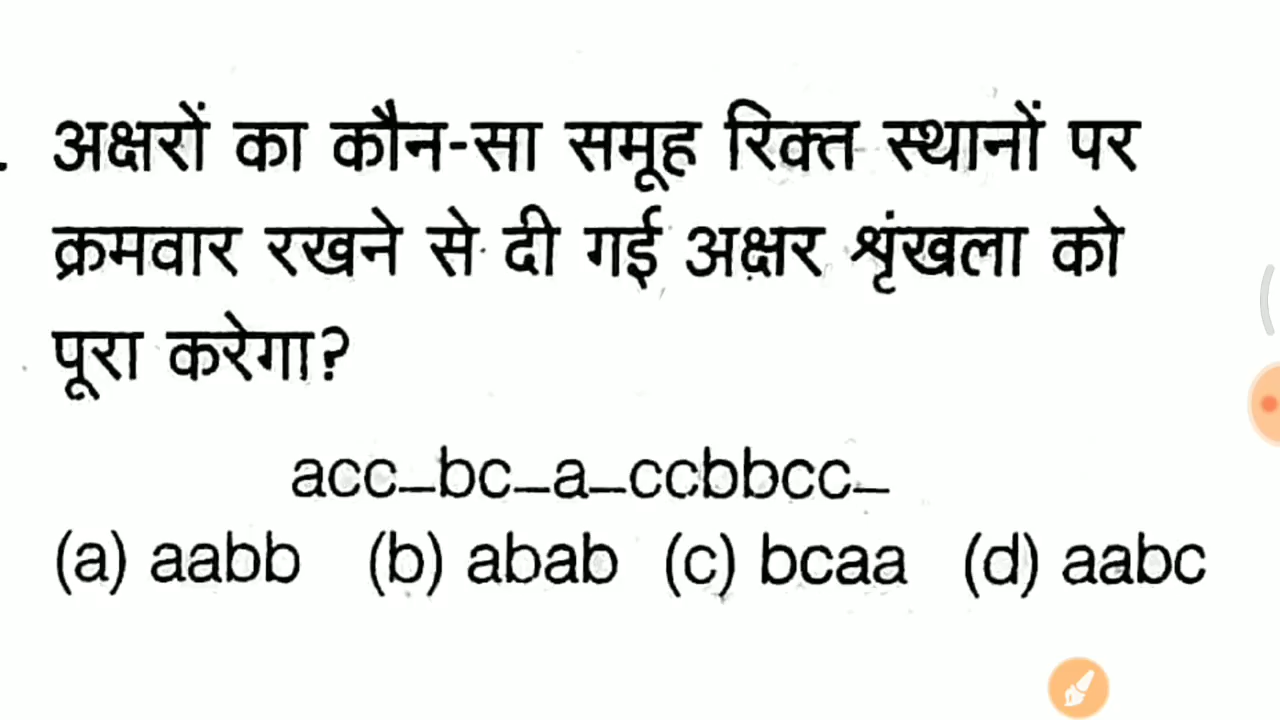 . अक्षरों का कौन-सा समूह रिक्त स्थानों पर
क्रमवार रखने से दी गई अक्षर श्रृंखला को
पूरा करेगा?
acc_bc_a_ccbbcc_
(a) aabb (b) abab (c) bcaa (d) aabc